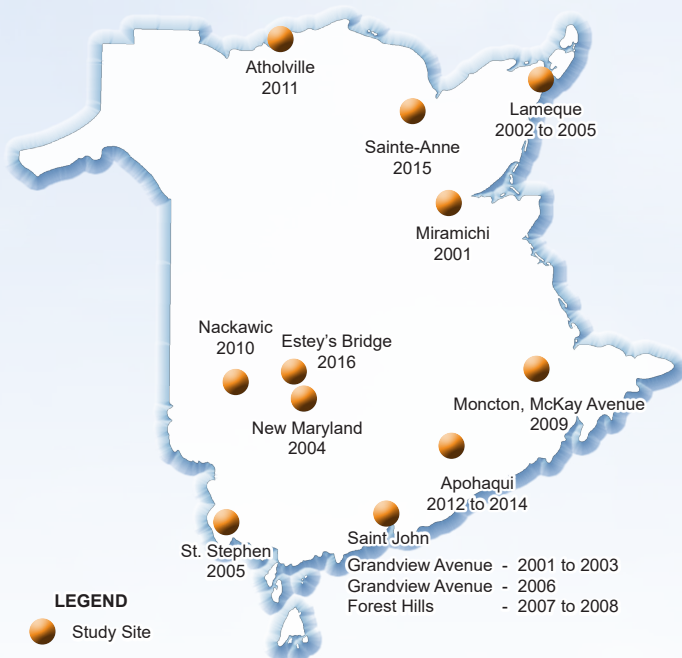 Atholville
2011
Lameque
2002 to 2005
Sainte-Anne
2015
Miramichi
2001
Nackawic
2010
Estey's Bridge
2016
New Maryland
2004
Moncton, McKay Avenue
2009
Apohaqui
2012 to 2014
St. Stephen
2005
Saint John
Grandview Avenue - 2001 to 2003
Grandview Avenue - 2006
Forest Hills - 2007 to 2008
LEGEND
Study Site